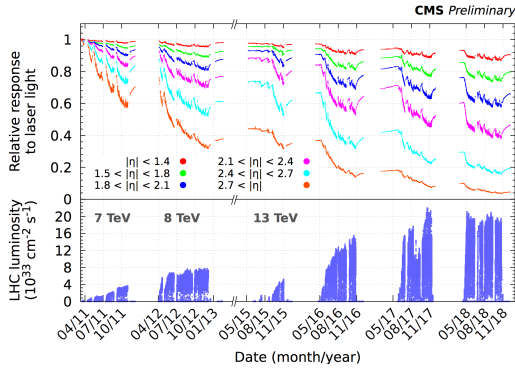 CMS Preliminary
Relative response
to laser light
1
0.8
0.6
0.4
0.2
0
|η| < 1.4
1.5 < |η| < 1.8
1.8 < |η| < 2.1
2.1 < |η| < 2.4
2.4 < |η| < 2.7
2.7 < |η|
LHC luminosity
(10³³ cm⁻² s⁻¹)
20
16
12
8
4
0
7 TeV
8 TeV
13 TeV
04/11
07/11
10/11
04/12
07/12
10/12
01/13
05/15
08/15
11/15
05/16
08/16
11/16
05/17
08/17
11/17
05/18
08/18
11/18
Date (month/year)